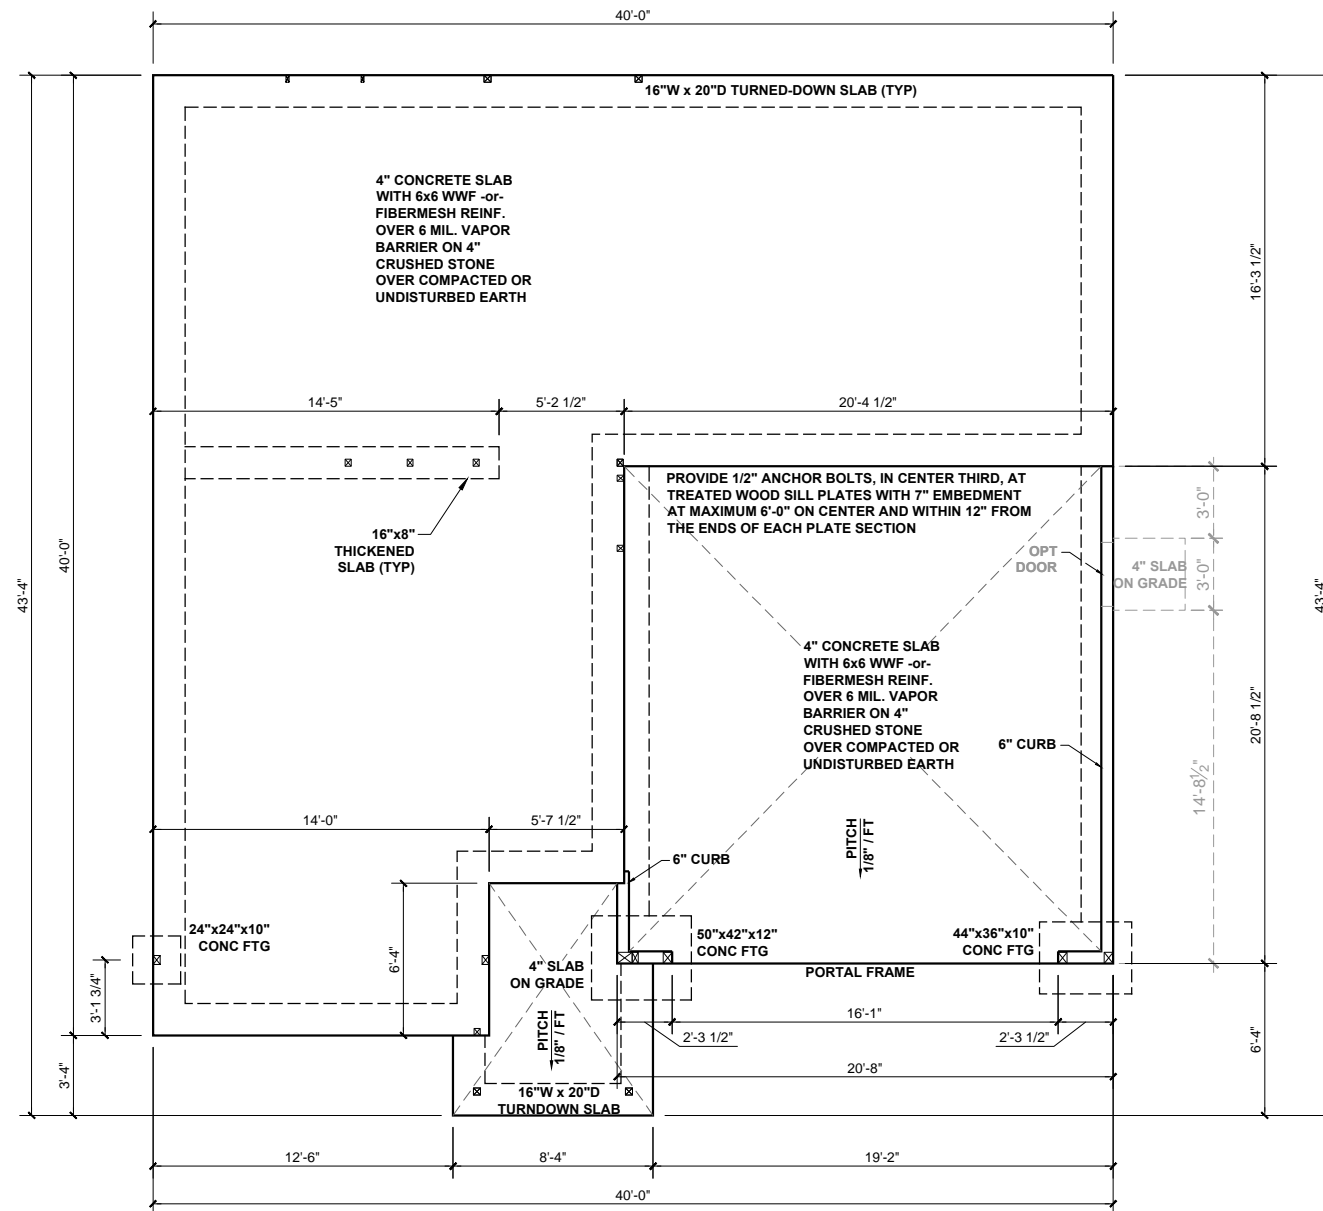 40'-0"
16"W x 20"D TURNED-DOWN SLAB (TYP)
4" CONCRETE SLAB
WITH 6x6 WWF -or-
FIBERMESH REINF.
OVER 6 MIL. VAPOR
BARRIER ON 4"
CRUSHED STONE
OVER COMPACTED OR
UNDISTURBED EARTH
16'-3 1/2"
14'-5"
5'-2 1/2"
20'-4 1/2"
PROVIDE 1/2" ANCHOR BOLTS, IN CENTER THIRD, AT
TREATED WOOD SILL PLATES WITH 7" EMBEDMENT
AT MAXIMUM 6'-0" ON CENTER AND WITHIN 12" FROM
THE ENDS OF EACH PLATE SECTION
16"x8"
THICKENED
SLAB (TYP)
OPT
DOOR
4" SLAB
ON GRADE
3'-0"
3'-0"
43'-4"
40'-0"
43'-4"
4" CONCRETE SLAB
WITH 6x6 WWF -or-
FIBERMESH REINF.
OVER 6 MIL. VAPOR
BARRIER ON 4"
CRUSHED STONE
OVER COMPACTED OR
UNDISTURBED EARTH
6" CURB
20'-8 1/2"
14'-8½"
14'-0"
5'-7 1/2"
PITCH
1/8" / FT
6" CURB
24"x24"x10"
CONC FTG
50"x42"x12"
CONC FTG
44"x36"x10"
CONC FTG
6'-4"
4" SLAB
ON GRADE
PORTAL FRAME
3'-1 3/4"
PITCH
1/8" / FT
16'-1"
2'-3 1/2"
2'-3 1/2"
20'-8"
6'-4"
3'-4"
16"W x 20"D
TURNDOWN SLAB
12'-6"
8'-4"
19'-2"
40'-0"